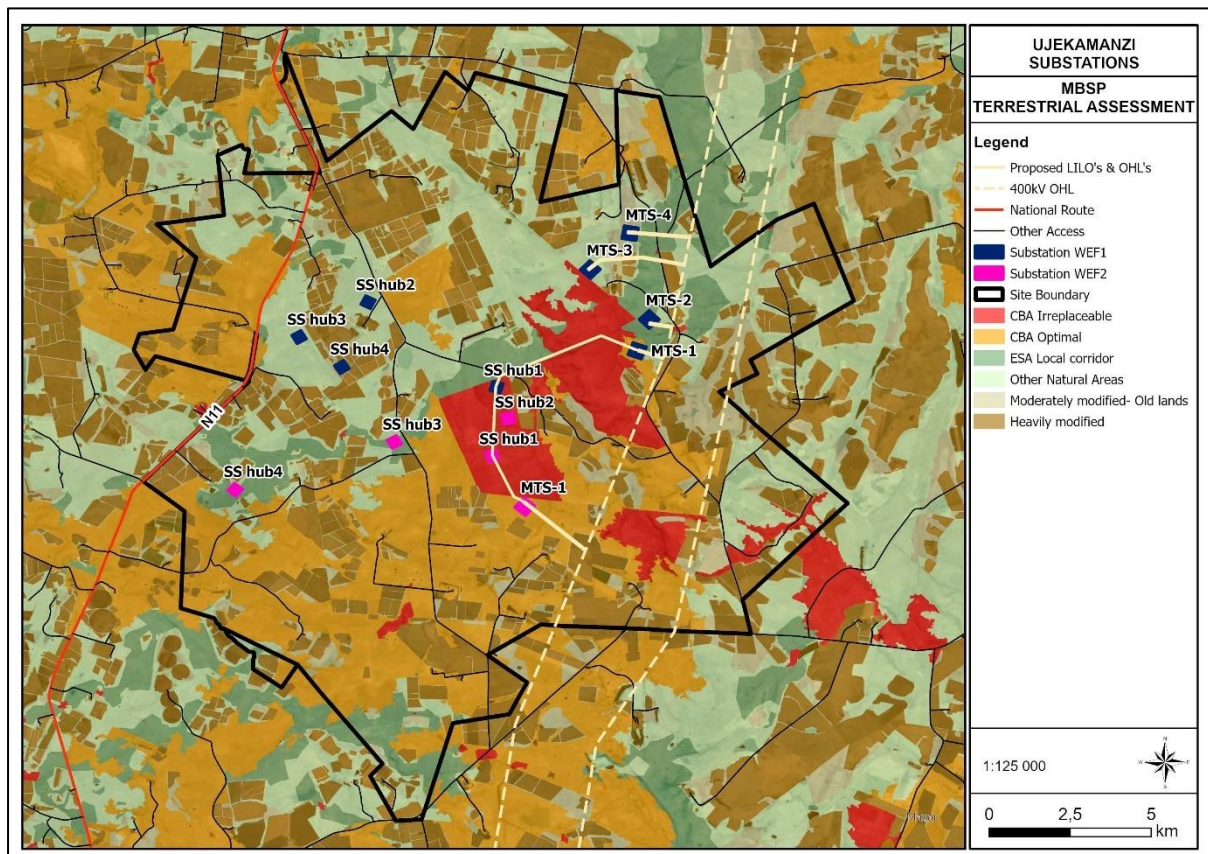 UJEKAMANZI
SUBSTATIONS
MBSP
TERRESTRIAL ASSESSMENT
Legend
Proposed LILO's & OHL's
400kV OHL
National Route
Other Access
Substation WEF1
Substation WEF2
Site Boundary
CBA Irreplaceable
CBA Optimal
ESA Local corridor
Other Natural Areas
Moderately modified- Old lands
Heavily modified
1:125 000
N
W
E
S
0 2,5 5
km
MTS-4
MTS-3
SS hub2
MTS-2
SS hub3
MTS-1
SS hub4
SS hub1
SS hub2
N11
SS hub3
SS hub1
SS hub4
MTS-1